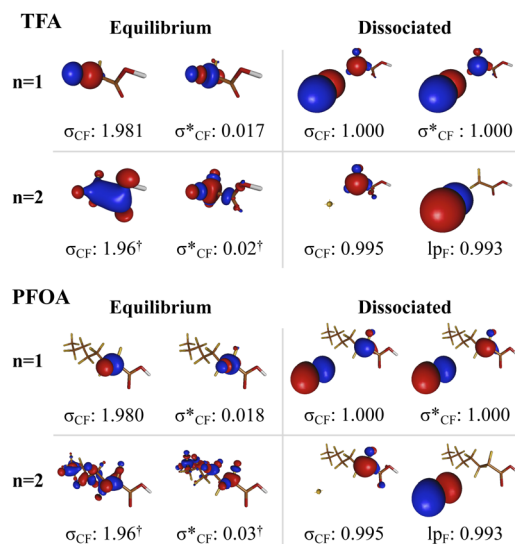 TFA
Equilibrium Dissociated
n=1
σCF: 1.981 σ*CF: 0.017 σCF: 1.000 σ*CF : 1.000
n=2
σCF: 1.96† σ*CF: 0.02† σCF: 0.995 lpF: 0.993
PFOA
Equilibrium Dissociated
n=1
σCF: 1.980 σ*CF: 0.018 σCF: 1.000 σ*CF: 1.000
n=2
σCF: 1.96† σ*CF: 0.03† σCF: 0.995 lpF: 0.993